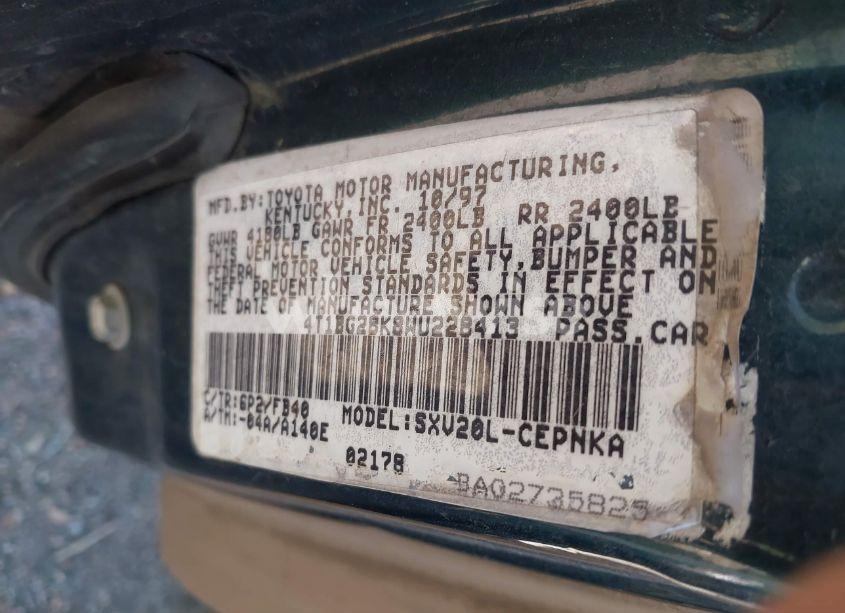 MFD.BY:TOYOTA MOTOR MANUFACTURING,
KENTUCKY,INC. 10/97
GVWR 4180LB GAWR FR 2400LB RR 2400LB
THIS VEHICLE CONFORMS TO ALL APPLICABLE
FEDERAL MOTOR VEHICLE SAFETY,BUMPER AND
THEFT PREVENTION STANDARDS IN EFFECT ON
THE DATE OF MANUFACTURE SHOWN ABOVE
PASS.CAR
C/TR:6P2/FB40 MODEL:SXV20L-CEPNKA
A/TM:-04A/A140E
02178
BA02735825